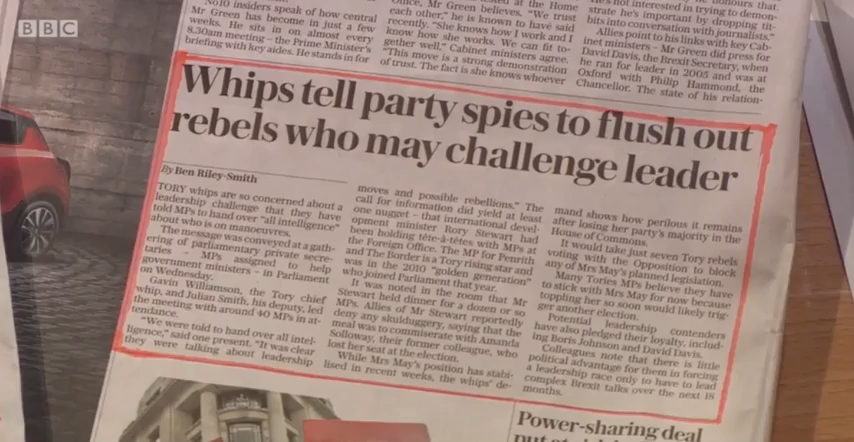 BBC
No10 insiders speak of how central
Mr Green has become in just a few
weeks. He sits in on almost every
8.30am meeting – the Prime Minister's
briefing with key aides. He stands in for
at the Home
Office, Mr Green believes. "We trust
each other," he is known to have said
recently. "She knows how I work and I
know how she works. We can fit to-
gether well." Cabinet ministers agree.
"This move is a strong demonstration
of trust. The fact is she knows whoever
He's not interested in trying to demon-
strate he's important by dropping tit-
bits into conversation with journalists."
Allies point to his links with key Cab-
inet ministers – Mr Green did press for
David Davis, the Brexit Secretary, when
he ran for leader in 2005 and was at
Oxford with Philip Hammond, the
Chancellor. The state of his relation-
Whips tell party spies to flush out
rebels who may challenge leader
By Ben Riley-Smith
TORY whips are so concerned about a
leadership challenge that they have
told MPs to hand over "all intelligence"
about who is on manoeuvres.
The message was conveyed at a gath-
ering of parliamentary private secre-
taries – MPs assigned to help
government ministers – in Parliament
on Wednesday.
Gavin Williamson, the Tory chief
whip, and Julian Smith, his deputy, led
the meeting with around 40 MPs in at-
tendance.
"We were told to hand over all intel-
ligence," said one present. "It was clear
they were talking about leadership
moves and possible rebellions." The
call for information did yield at least
one nugget – that international devel-
opment minister Rory Stewart had
been holding tête-à-têtes with MPs at
the Foreign Office. The MP for Penrith
and The Border is a Tory rising star and
was in the 2010 "golden generation"
who joined Parliament that year.
It was noted in the room that Mr
Stewart held dinner for a dozen or so
MPs. Allies of Mr Stewart reportedly
deny any skulduggery, saying that the
meal was to commiserate with Amanda
Solloway, their former colleague, who
lost her seat at the election.
While Mrs May's position has stabi-
lised in recent weeks, the whips' de-
mand shows how perilous it remains
after losing her party's majority in the
House of Commons.
It would take just seven Tory rebels
voting with the Opposition to block
any of Mrs May's planned legislation.
Many Tories MPs believe they have
to stick with Mrs May for now because
toppling her so soon would likely trig-
ger another election.
Potential leadership contenders
have also pledged their loyalty, includ-
ing Boris Johnson and David Davis.
Colleagues note that there is little
political advantage for them in forcing
a leadership race only to have to lead
complex Brexit talks over the next 18
months.
Power-sharing deal